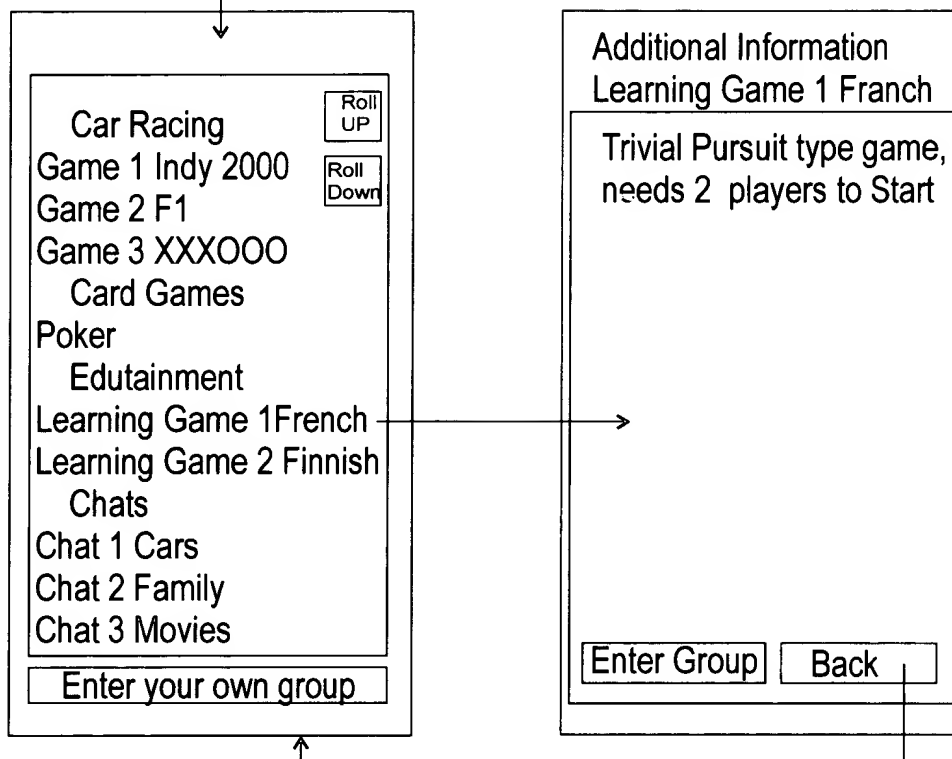 Car Racing
Roll
UP
Game 1 Indy 2000
Roll
Down
Game 2 F1
Game 3 XXXOOO
Card Games
Poker
Edutainment
Learning Game 1French
Learning Game 2 Finnish
Chats
Chat 1 Cars
Chat 2 Family
Chat 3 Movies
Enter your own group
Additional Information
Learning Game 1 Franch
Trivial Pursuit type game,
needs 2 players to Start
Enter Group
Back